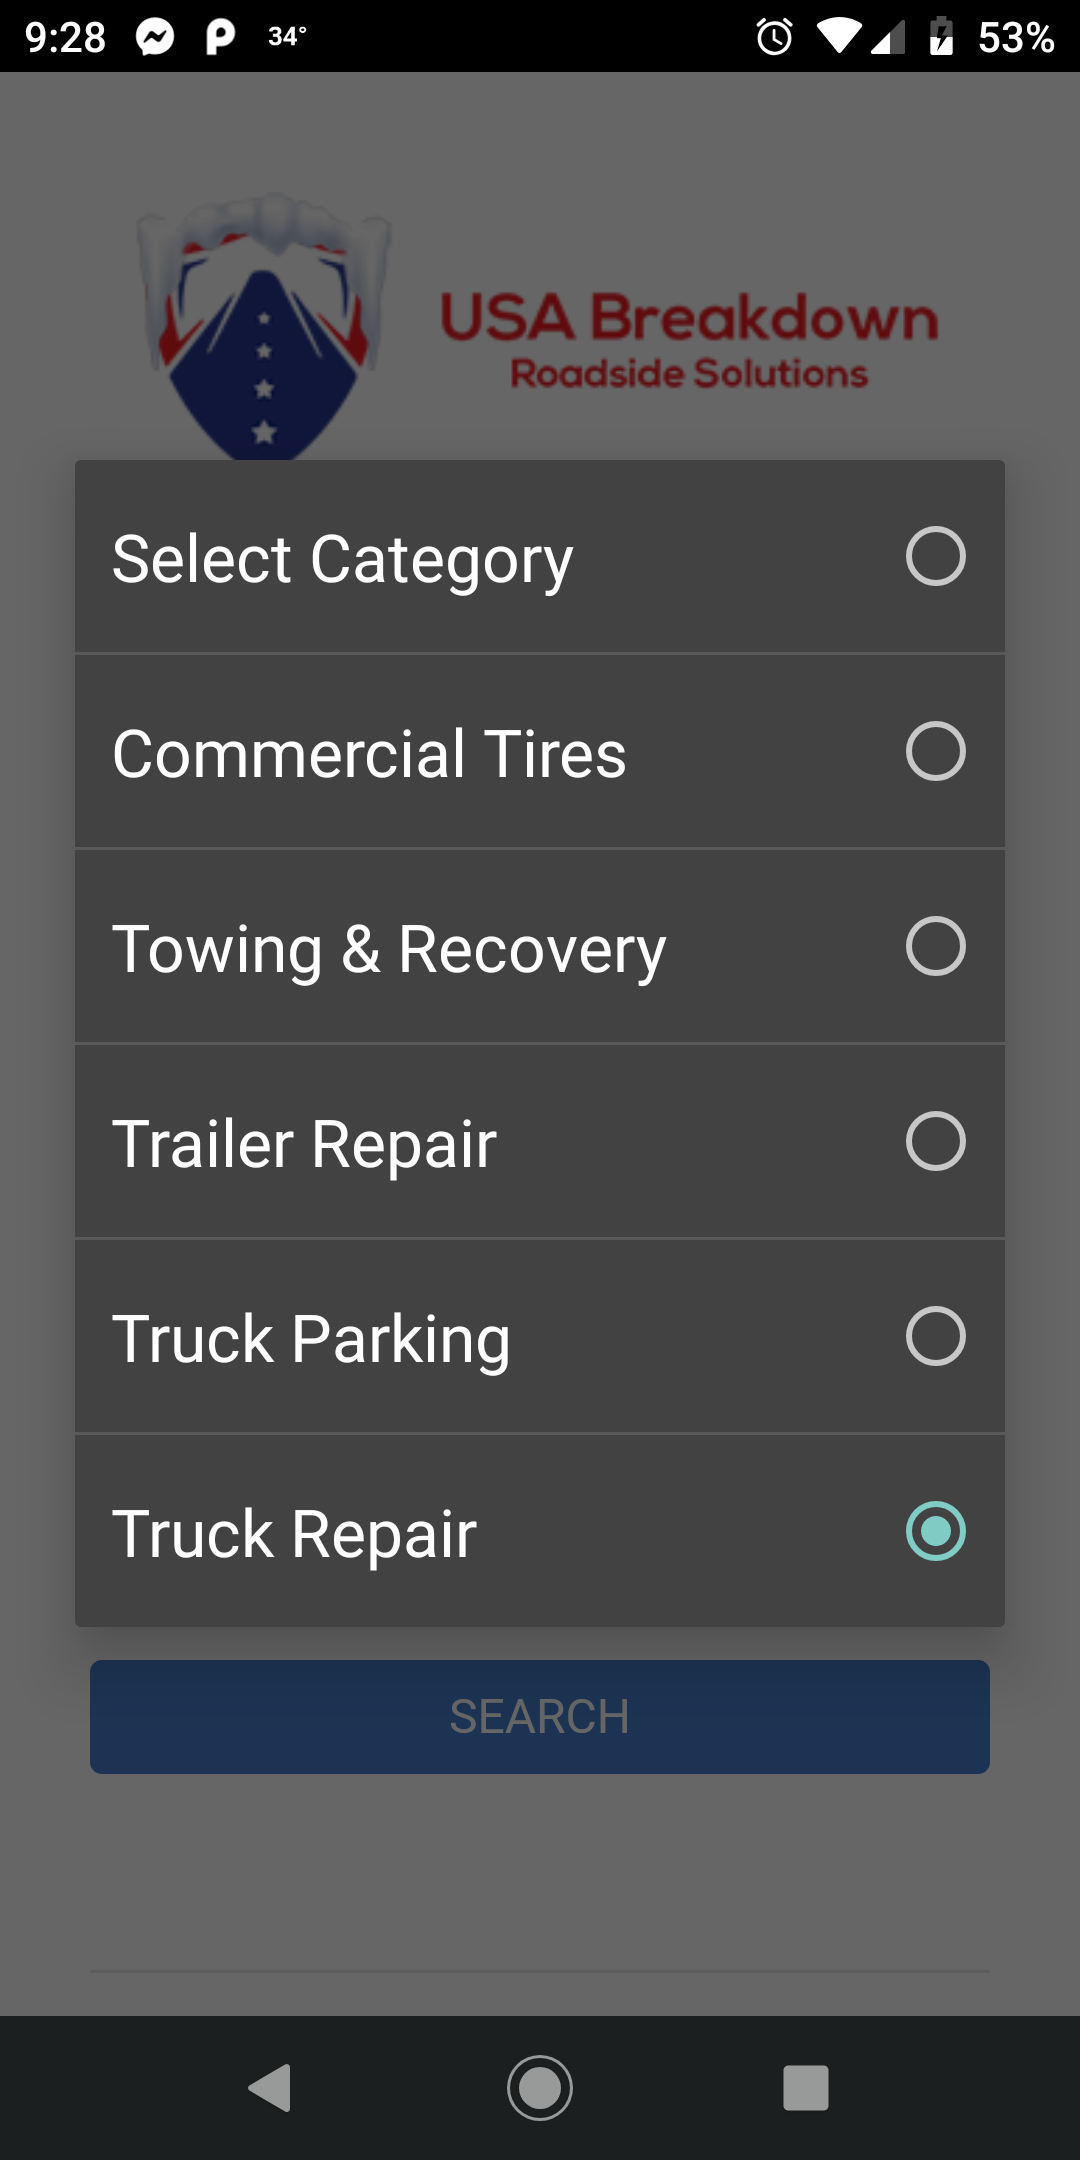 9:28
34°
53%
USA Breakdown
Roadside Solutions
Select Category
Commercial Tires
Towing & Recovery
Trailer Repair
Truck Parking
Truck Repair
SEARCH